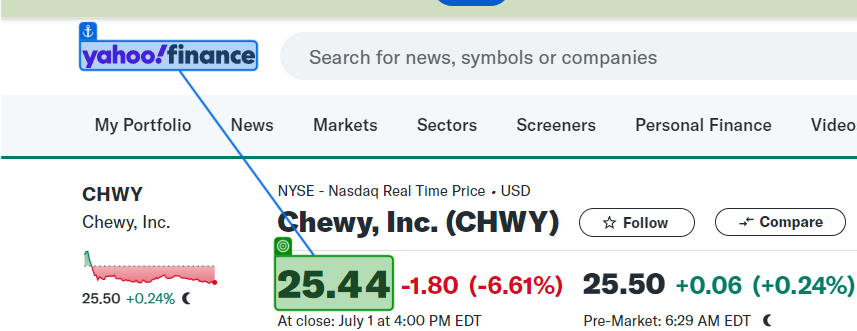 yahoo!finance
Search for news, symbols or companies
My Portfolio News Markets Sectors Screeners Personal Finance Video
CHWY
Chewy, Inc.
25.50 +0.24%
NYSE - Nasdaq Real Time Price • USD
Chewy, Inc. (CHWY)
Follow
Compare
25.44 -1.80 (-6.61%) 25.50 +0.06 (+0.24%)
At close: July 1 at 4:00 PM EDT Pre-Market: 6:29 AM EDT